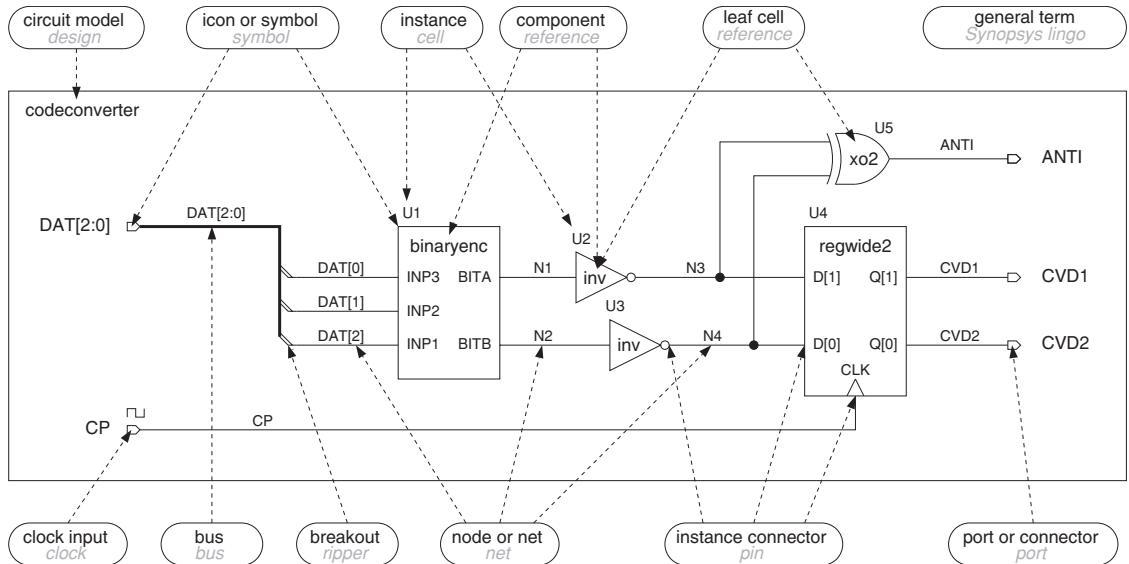 circuit model
design
icon or symbol
symbol
instance
cell
component
reference
leaf cell
reference
general term
Synopsys lingo
codeconverter
U5
xo2
ANTI
ANTI
DAT[2:0]
DAT[2:0]
U1
binaryenc
U2
U4
regwide2
DAT[0]
INP3
BITA
N1
inv
N3
D[1]
Q[1]
CVD1
CVD1
DAT[1]
INP2
U3
DAT[2]
INP1
BITB
N2
inv
N4
D[0]
Q[0]
CVD2
CVD2
CLK
CP
CP
clock input
clock
bus
bus
breakout
ripper
node or net
net
instance connector
pin
port or connector
port